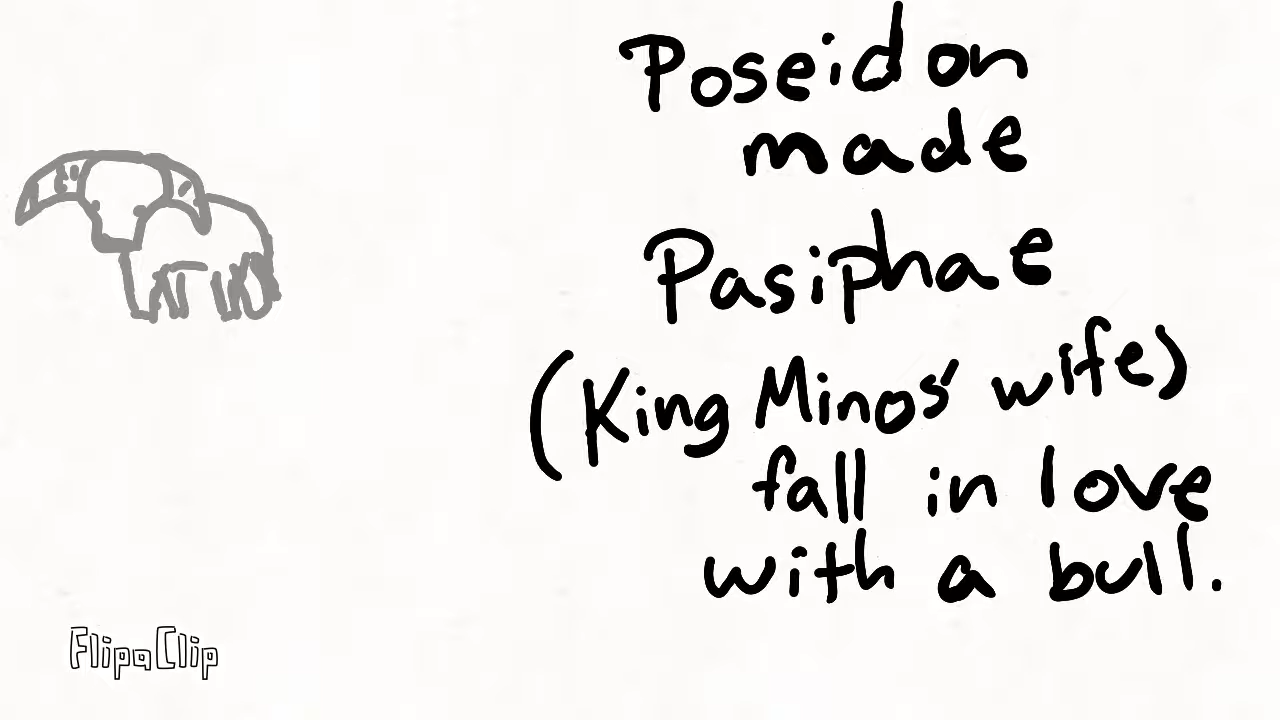 Poseidon
made
Pasiphae
(King Minos' wife)
fall in love
with a bull.
FlipaClip